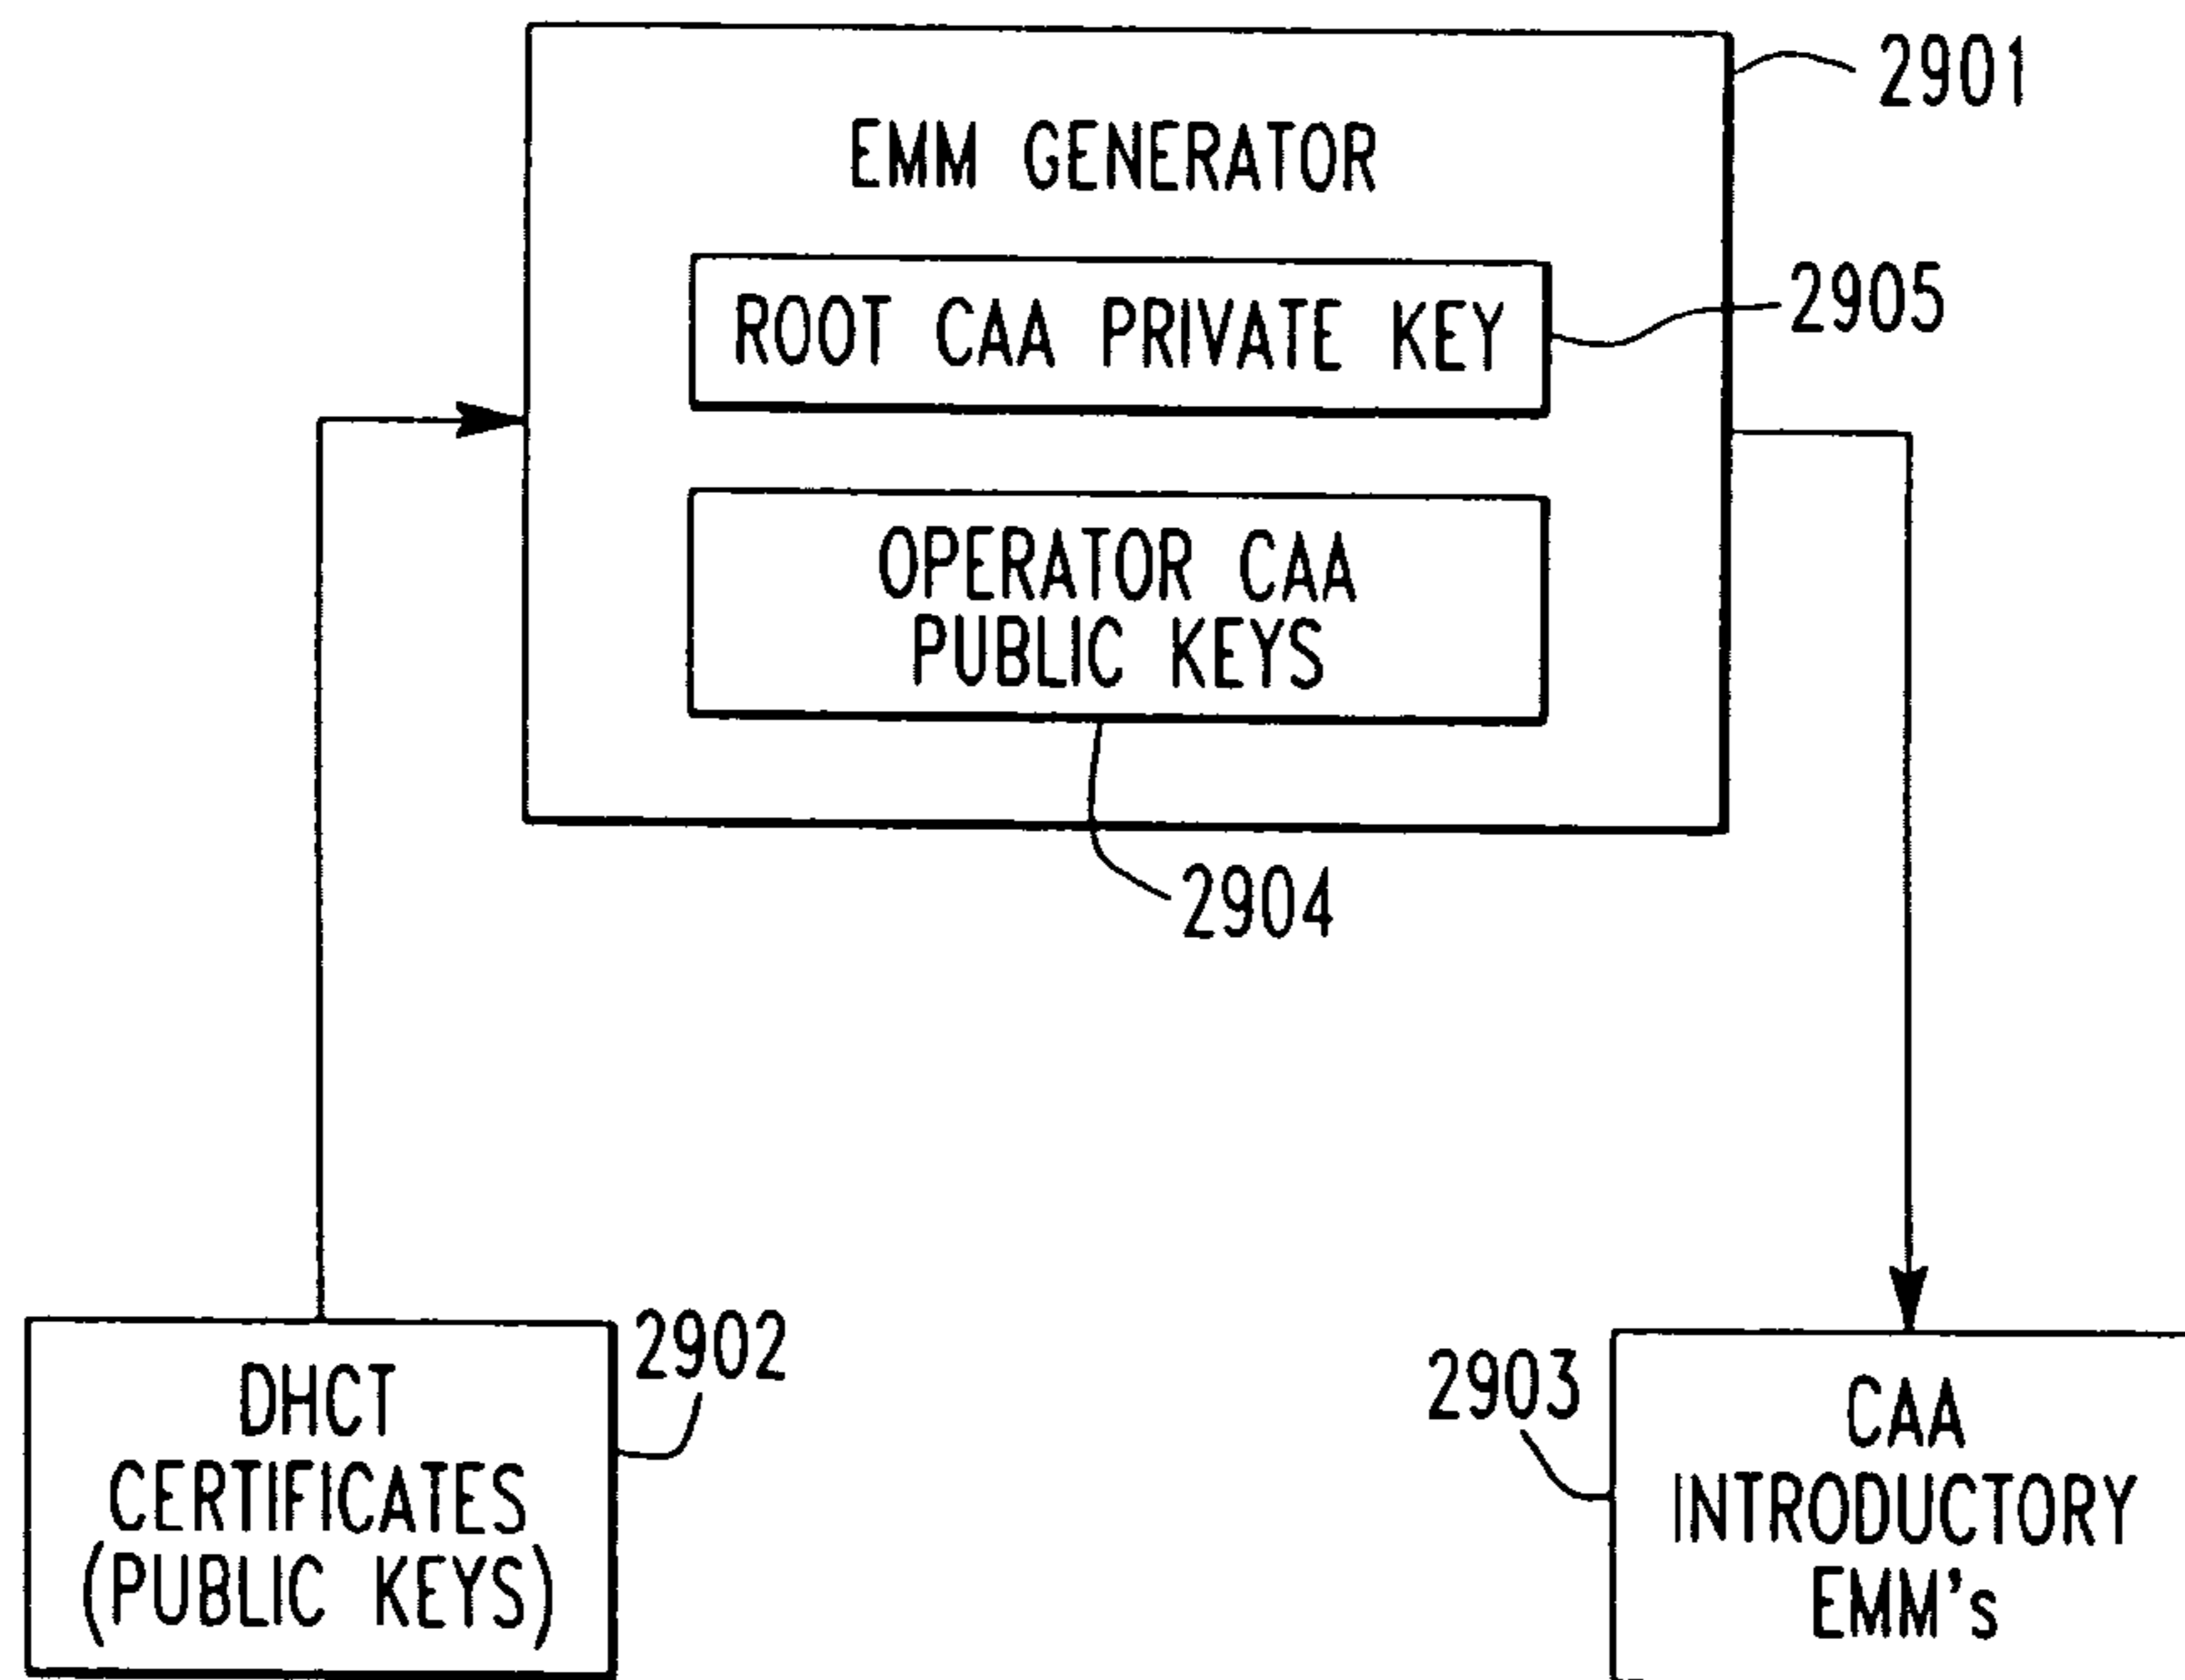 2901
EMM GENERATOR
2905
ROOT CAA PRIVATE KEY
OPERATOR CAA
PUBLIC KEYS
2904
2902
DHCT
CERTIFICATES
(PUBLIC KEYS)
2903
CAA
INTRODUCTORY
EMM's